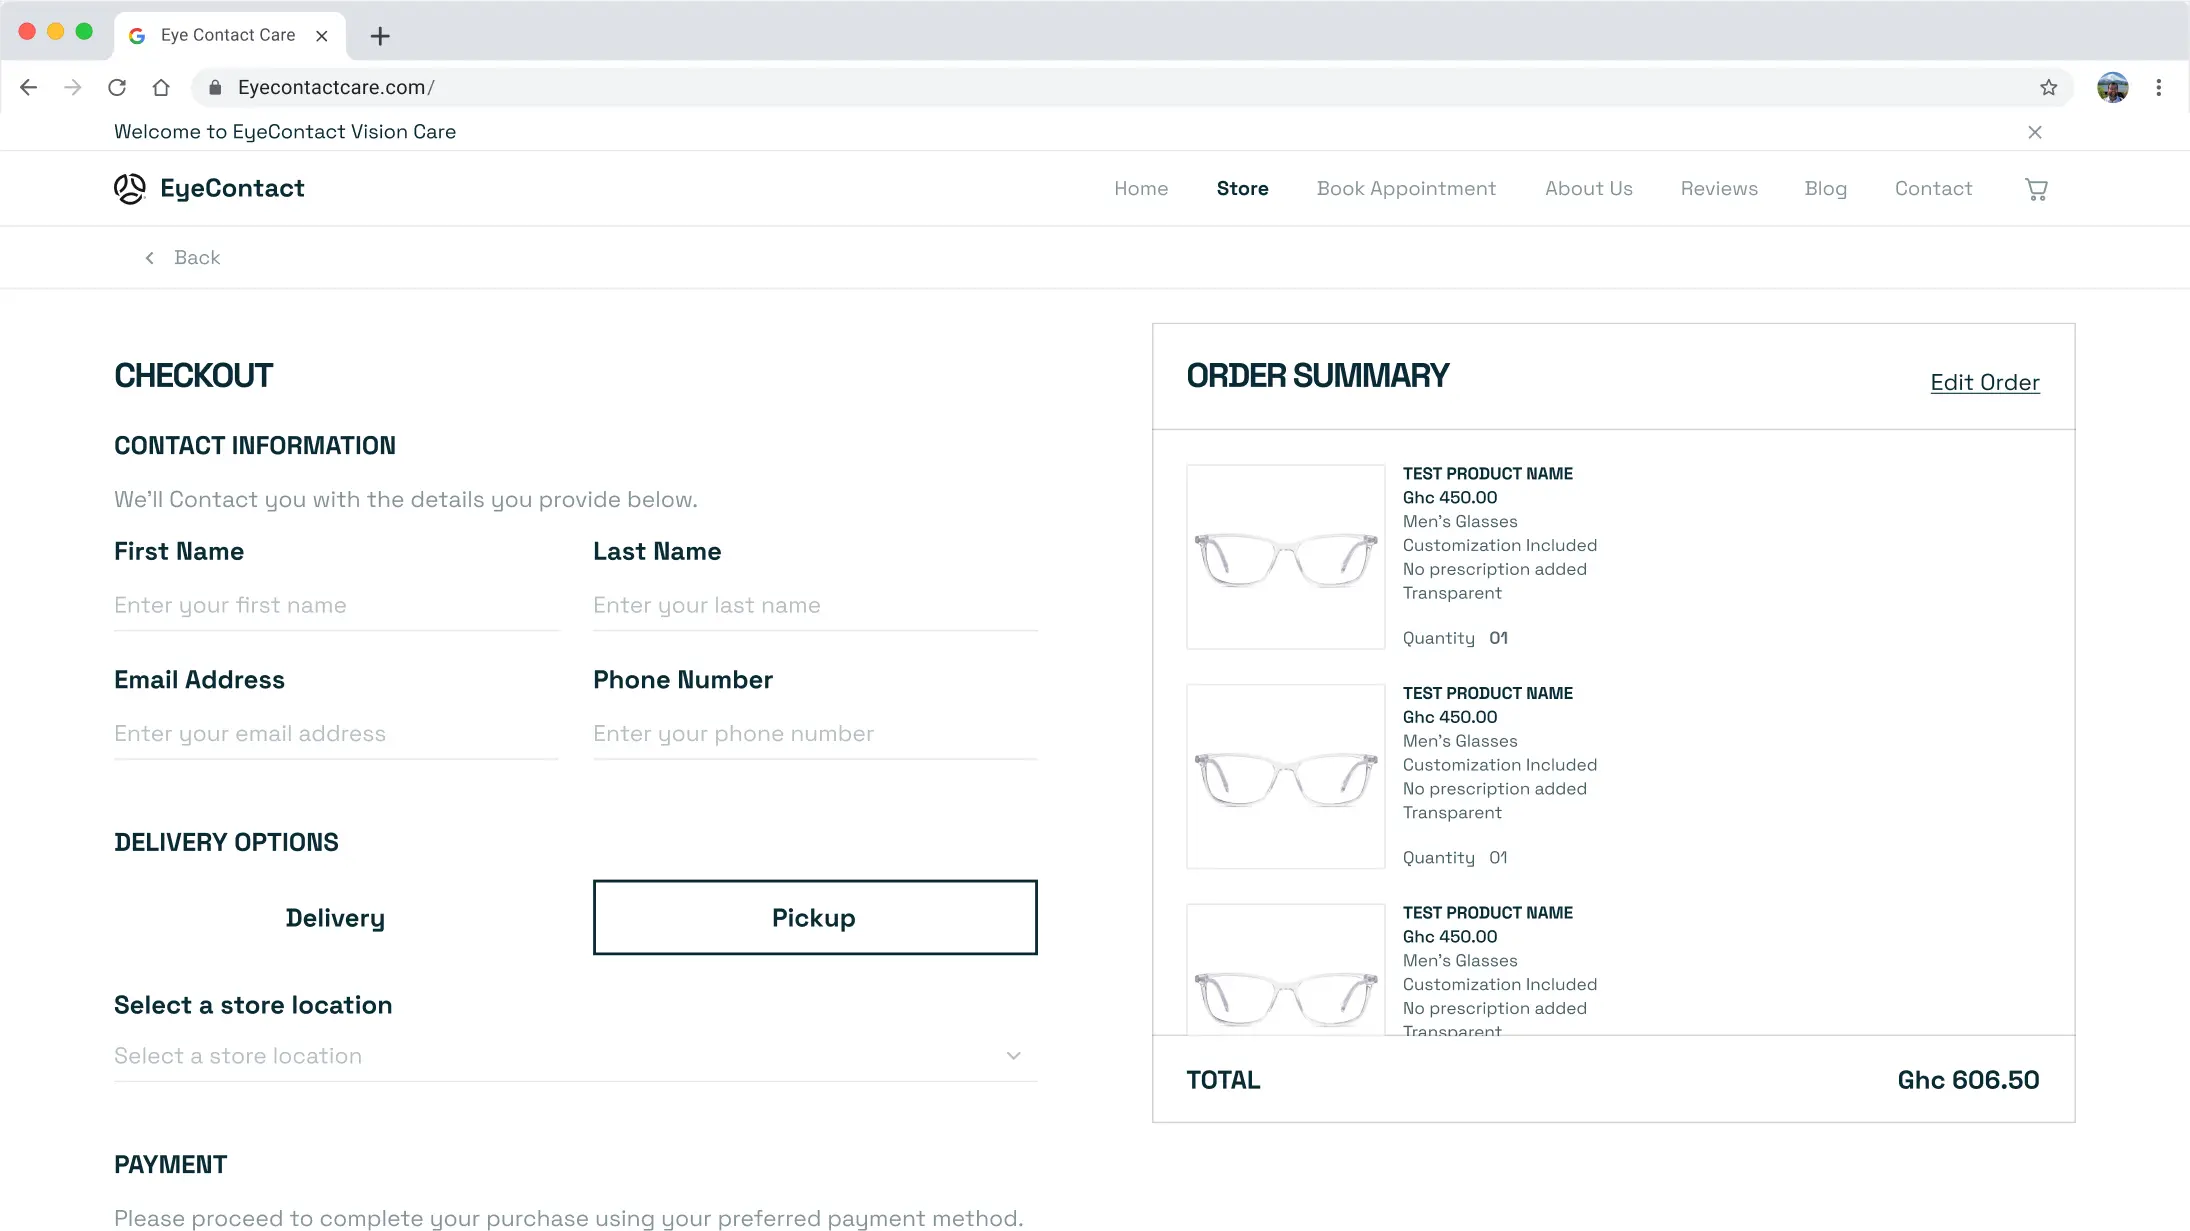 Eye Contact Care
Eyecontactcare.com/
Welcome to EyeContact Vision Care
EyeContact
Home Store Book Appointment About Us Reviews Blog Contact
Back
CHECKOUT
CONTACT INFORMATION
We'll Contact you with the details you provide below.
First Name Last Name
Enter your first name Enter your last name
Email Address Phone Number
Enter your email address Enter your phone number
DELIVERY OPTIONS
Delivery Pickup
Select a store location
Select a store location
PAYMENT
Please proceed to complete your purchase using your preferred payment method.
ORDER SUMMARY
Edit Order
TEST PRODUCT NAME
Ghc 450.00
Men's Glasses
Customization Included
No prescription added
Transparent
Quantity 01
TEST PRODUCT NAME
Ghc 450.00
Men's Glasses
Customization Included
No prescription added
Transparent
Quantity 01
TEST PRODUCT NAME
Ghc 450.00
Men's Glasses
Customization Included
No prescription added
Transparent
TOTAL Ghc 606.50